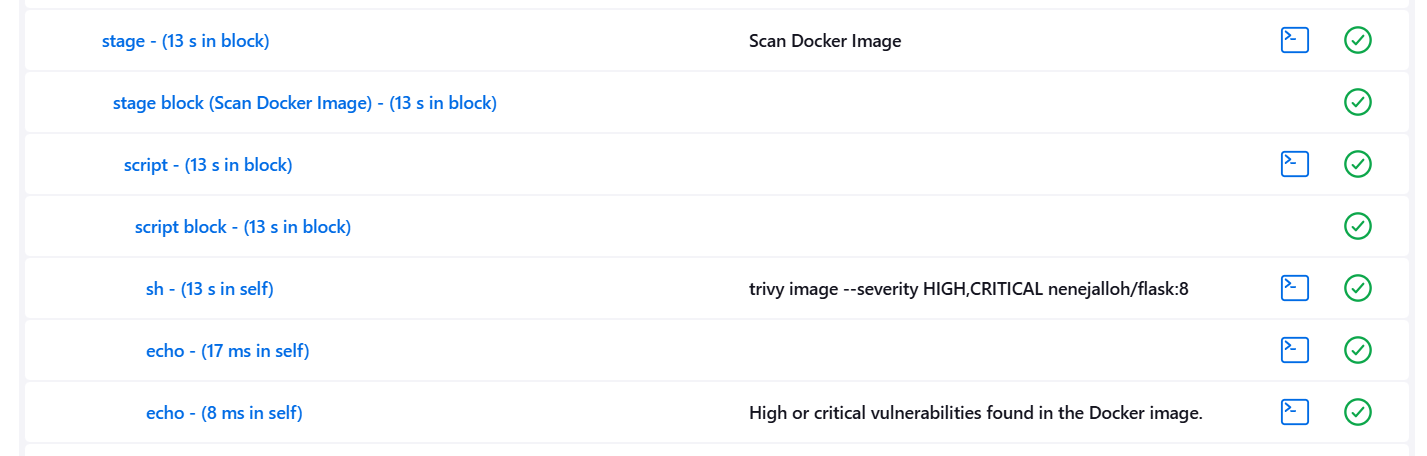 stage - (13 s in block) Scan Docker Image
stage block (Scan Docker Image) - (13 s in block)
script - (13 s in block)
script block - (13 s in block)
sh - (13 s in self) trivy image --severity HIGH,CRITICAL nenejalloh/flask:8
echo - (17 ms in self)
echo - (8 ms in self) High or critical vulnerabilities found in the Docker image.